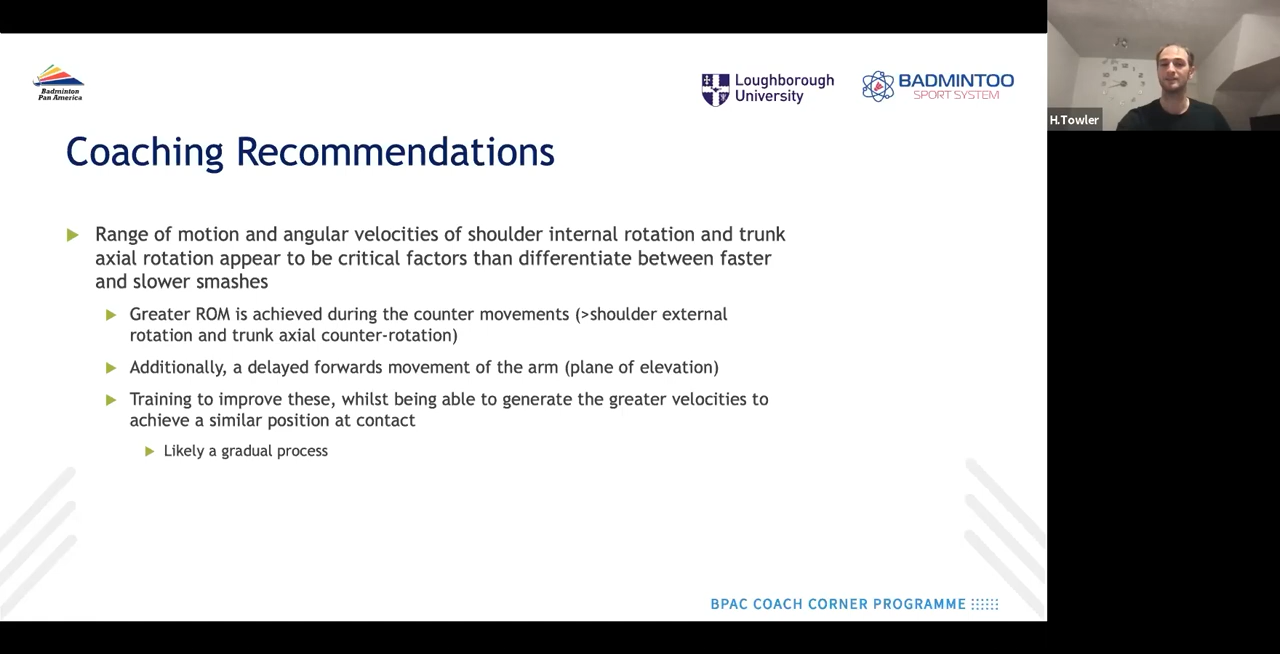 Badminton
Pan America
Loughborough
University
BADMINTOO
SPORT SYSTEM
H.Towler
Coaching Recommendations
Range of motion and angular velocities of shoulder internal rotation and trunk
axial rotation appear to be critical factors than differentiate between faster
and slower smashes
Greater ROM is achieved during the counter movements (>shoulder external
rotation and trunk axial counter-rotation)
Additionally, a delayed forwards movement of the arm (plane of elevation)
Training to improve these, whilst being able to generate the greater velocities to
achieve a similar position at contact
Likely a gradual process
BPAC COACH CORNER PROGRAMME